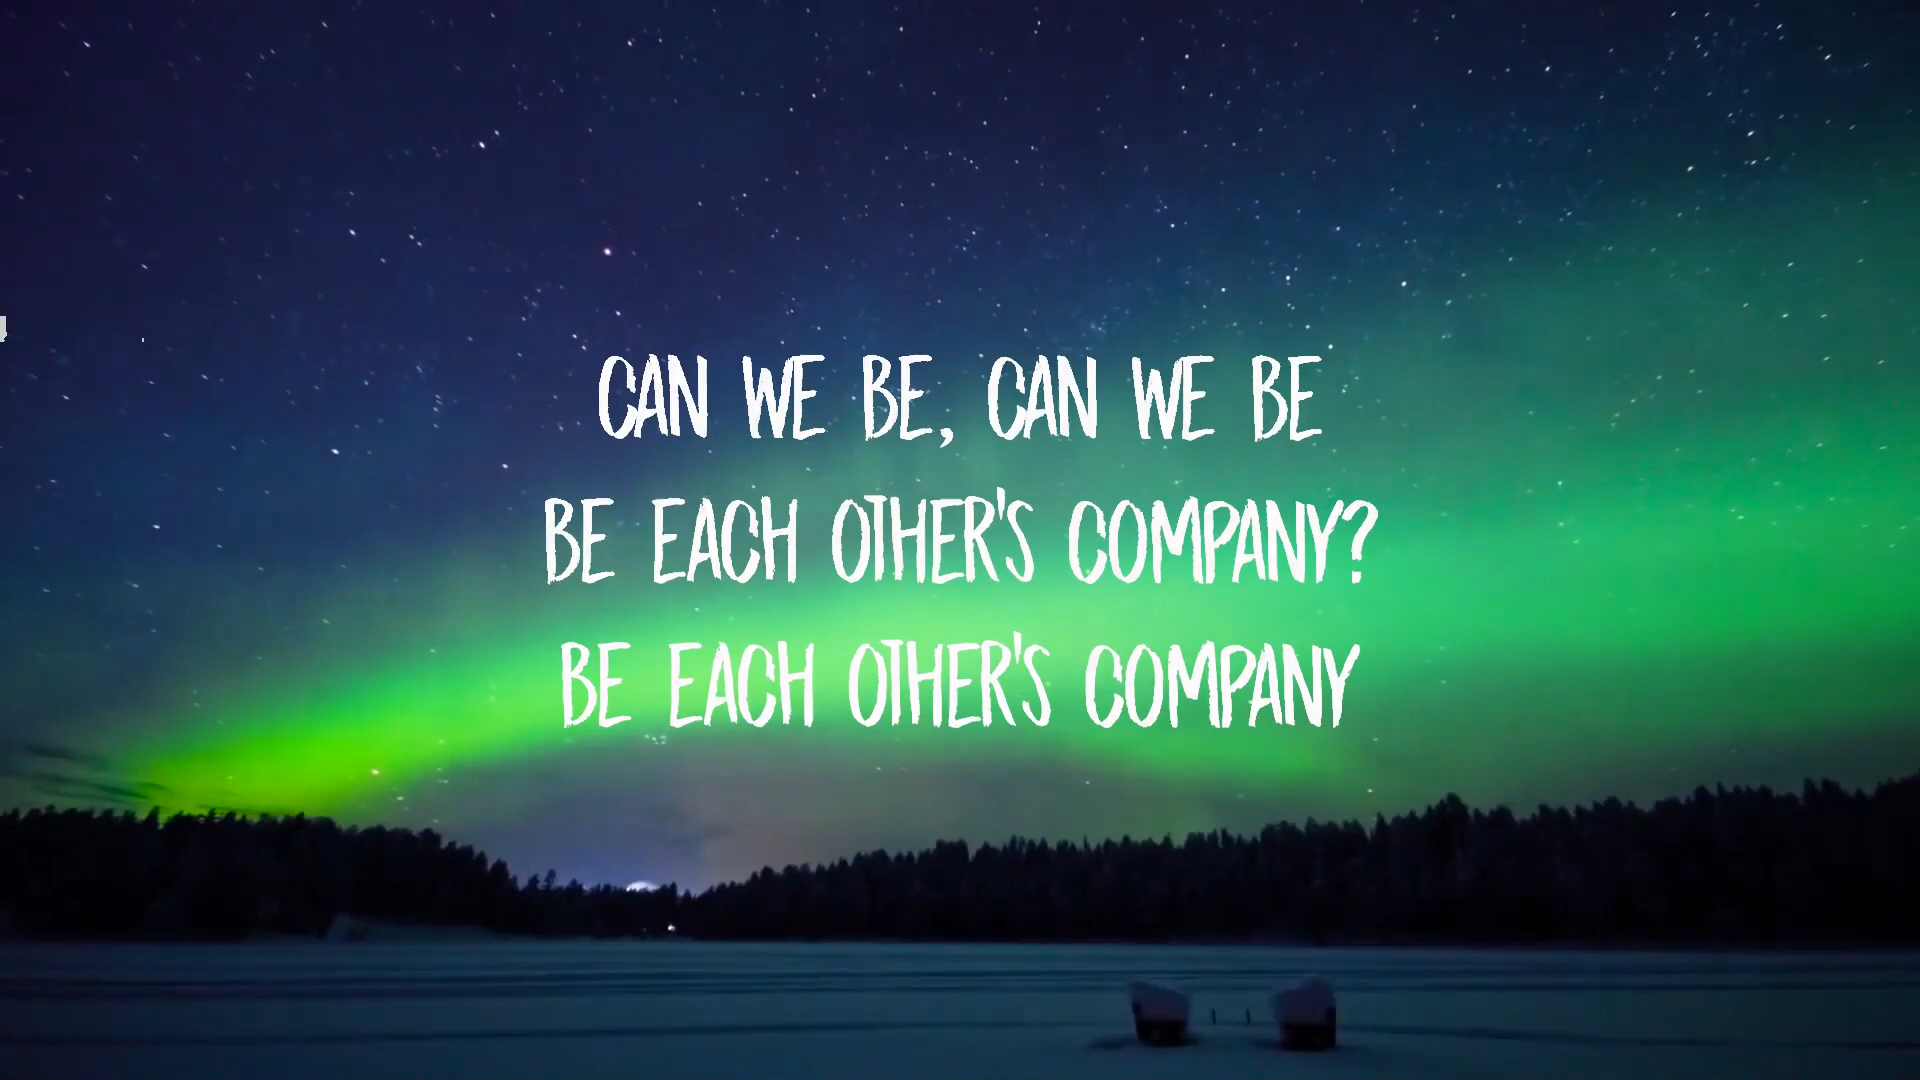 CAN WE BE, CAN WE BE
BE EACH OTHER'S COMPANY?
BE EACH OTHER'S COMPANY